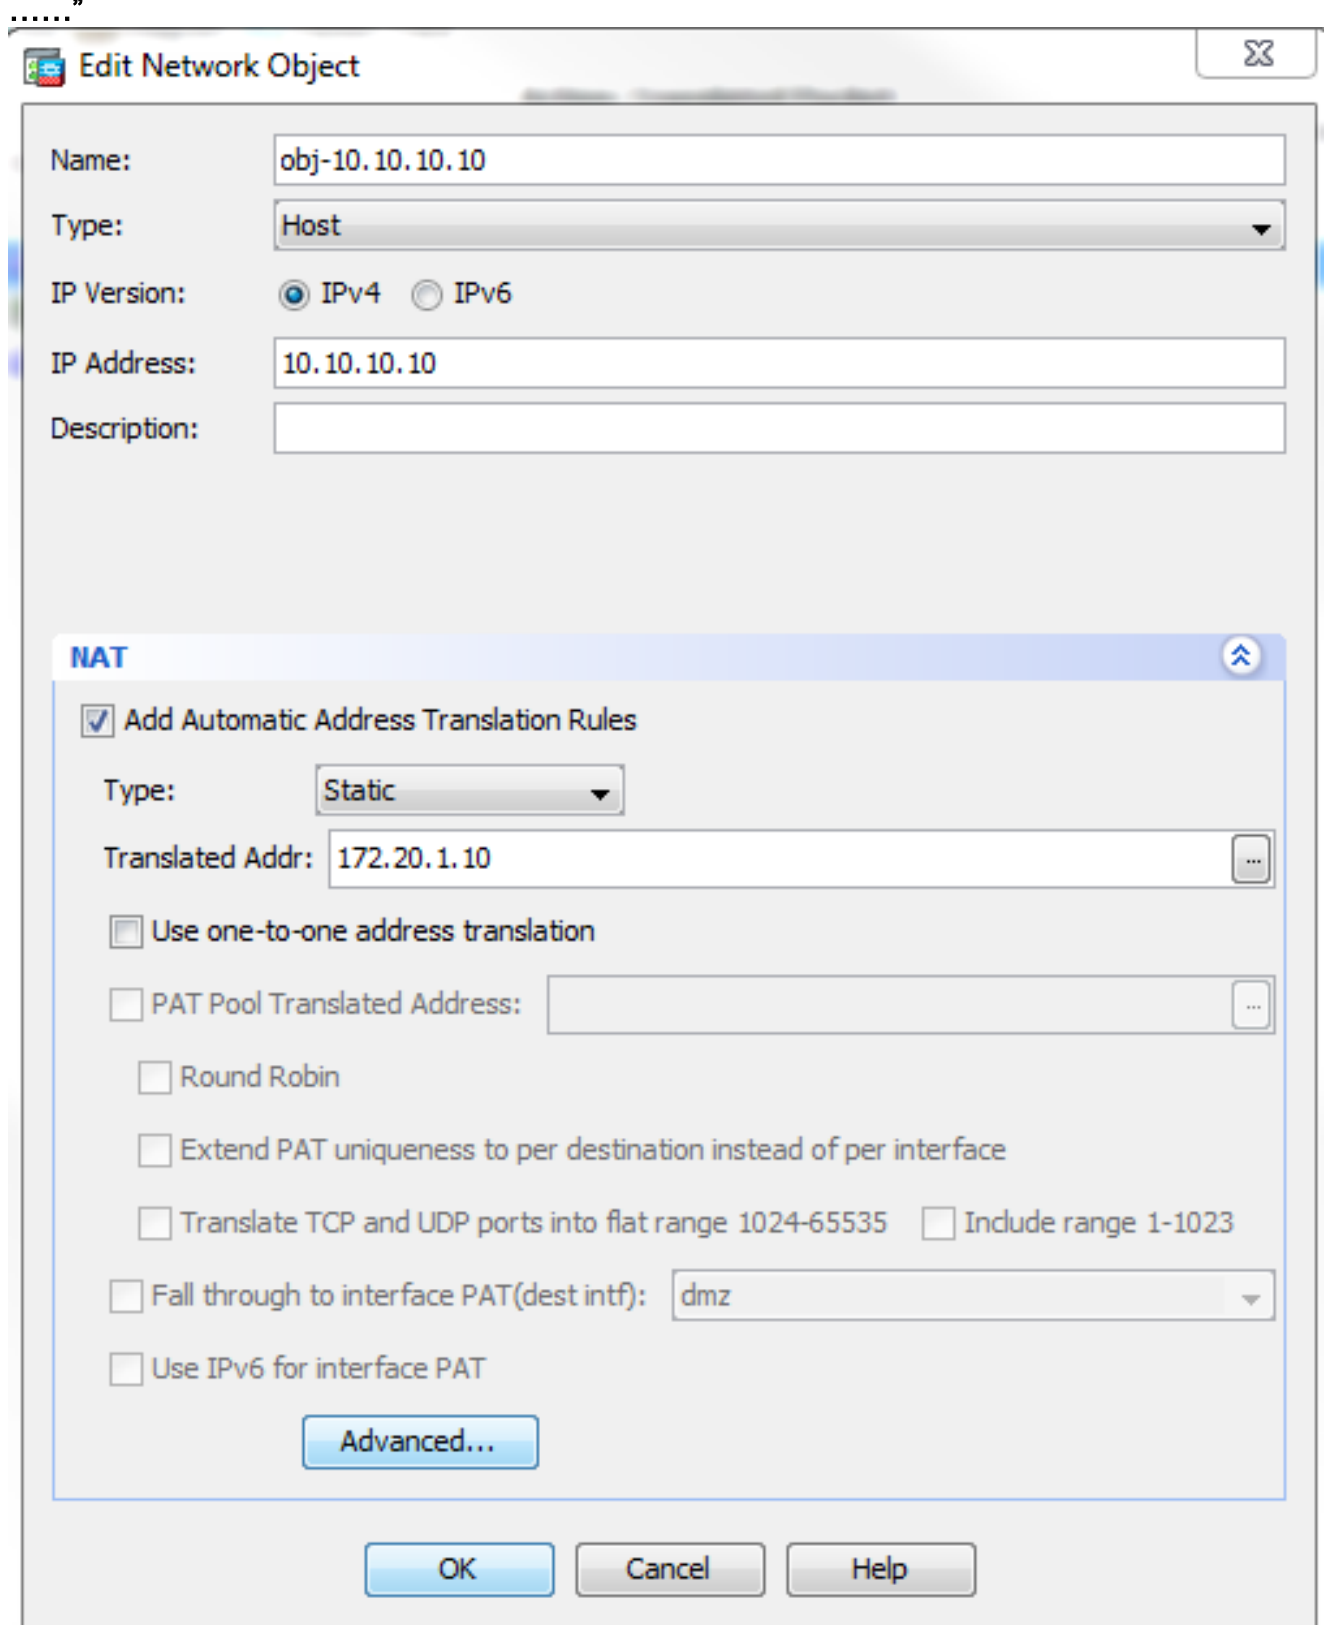 ......”
Edit Network Object
Name: obj-10.10.10.10
Type: Host
IP Version: IPv4 IPv6
IP Address: 10.10.10.10
Description:
NAT
Add Automatic Address Translation Rules
Type: Static
Translated Addr: 172.20.1.10 ...
Use one-to-one address translation
PAT Pool Translated Address: ...
Round Robin
Extend PAT uniqueness to per destination instead of per interface
Translate TCP and UDP ports into flat range 1024-65535 Include range 1-1023
Fall through to interface PAT(dest intf): dmz
Use IPv6 for interface PAT
Advanced...
OK Cancel Help